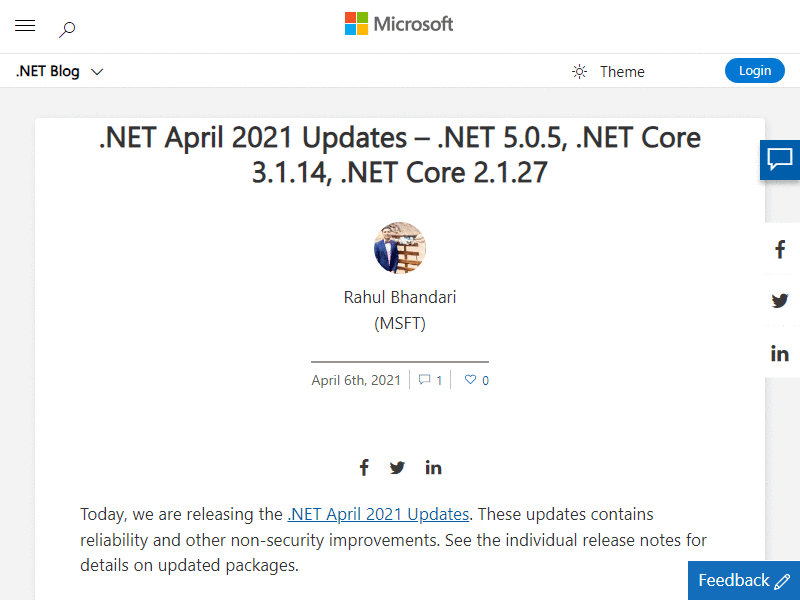 Microsoft
.NET Blog
Theme
Login
.NET April 2021 Updates – .NET 5.0.5, .NET Core
3.1.14, .NET Core 2.1.27
Rahul Bhandari
(MSFT)
April 6th, 2021 1 0
Today, we are releasing the .NET April 2021 Updates. These updates contains
reliability and other non-security improvements. See the individual release notes for
details on updated packages.
Feedback